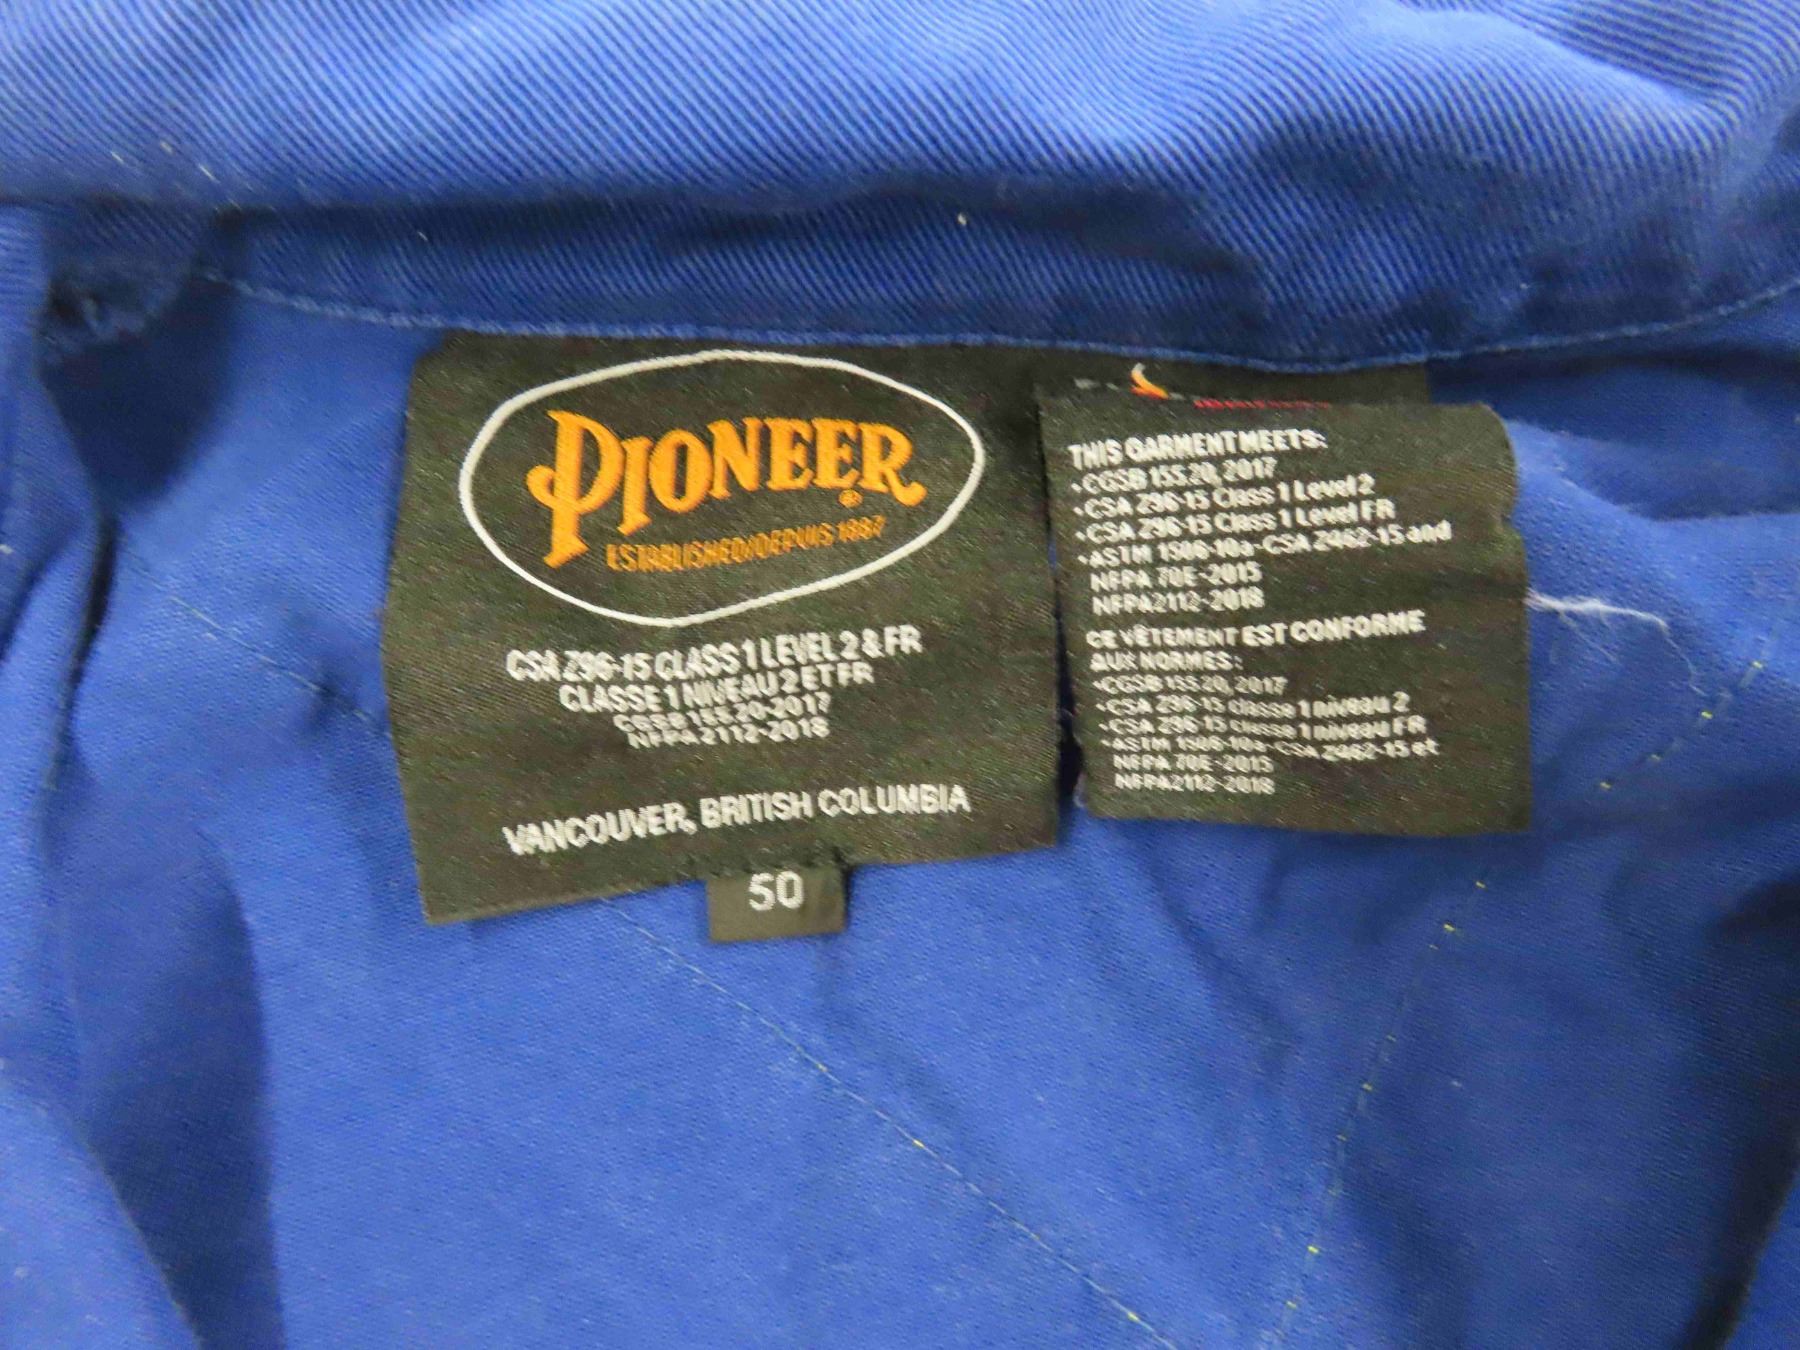 PIONEER®
ESTABLISHED/DEPUIS 1887
CSA Z96-15 CLASS 1 LEVEL 2 & FR
CLASSE 1 NIVEAU 2 ET FR
CGSB 155.20-2017
NFPA 2112-2018
VANCOUVER, BRITISH COLUMBIA
50
THIS GARMENT MEETS:
•CGSB 155.20, 2017
•CSA Z96-15 Class 1 Level 2
•CSA Z96-15 Class 1 Level FR
•ASTM 1506-10a-CSA Z462-15 and
NFPA 70E-2015
NFPA2112-2018
CE VÊTEMENT EST CONFORME
AUX NORMES:
•CGSB 155.20, 2017
•CSA Z96-15 classe 1 niveau 2
•CSA Z96-15 classe 1 niveau FR
•ASTM 1506-10a-CSA Z462-15 et
NFPA 70E-2015
NFPA2112-2018